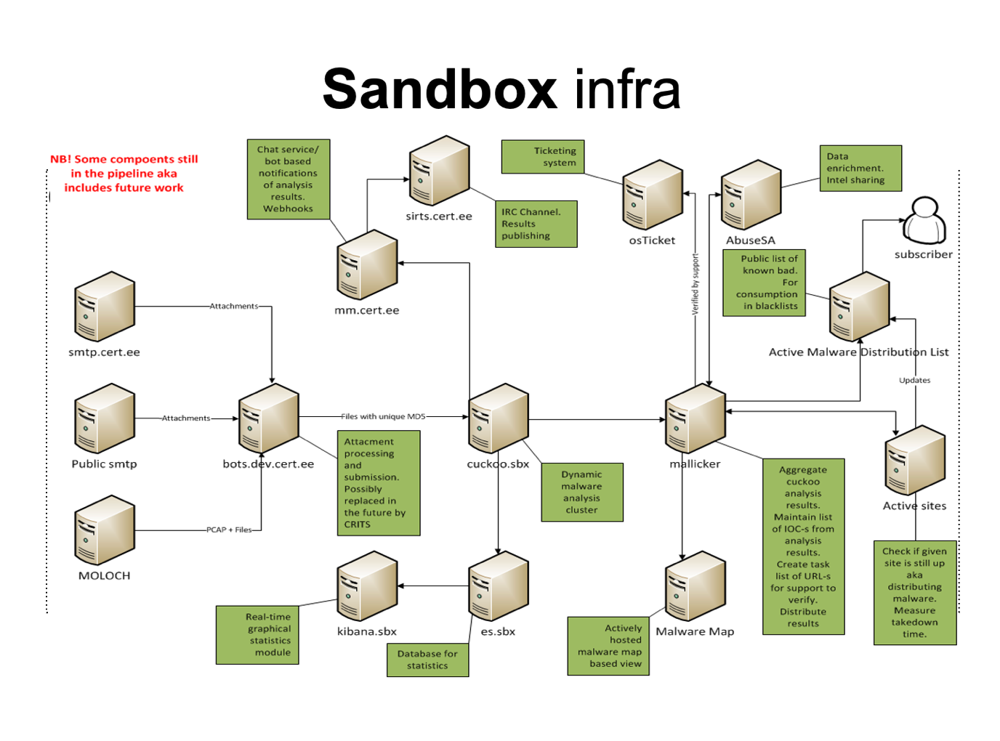 Sandbox infra
NB! Some compoents still
in the pipeline aka
includes future work
Chat service/
bot based
notifications
of analysis
results.
Webhooks
sirts.cert.ee
IRC Channel.
Results
publishing
mm.cert.ee
Ticketing
system
osTicket
AbuseSA
Data
enrichment.
Intel sharing
subscriber
Public list of
known bad.
For
consumption
in blacklists
Active Malware Distribution List
Verified by support
Updates
smtp.cert.ee
Attachments
Public smtp
Attachments
bots.dev.cert.ee
Files with unique MD5
cuckoo.sbx
mallicker
Active sites
MOLOCH
PCAP + Files
Attacment
processing
and
submission.
Possibly
replaced in
the future by
CRITS
Dynamic
malware
analysis
cluster
Aggregate
cuckoo
analysis
results.
Maintain list
of IOC-s from
analysis
results.
Create task
list of URL-s
for support to
verify.
Distribute
results
Check if given
site is still up
aka
distributing
malware.
Measure
takedown
time.
kibana.sbx
es.sbx
Malware Map
Real-time
graphical
statistics
module
Database for
statistics
Actively
hosted
malware map
based view